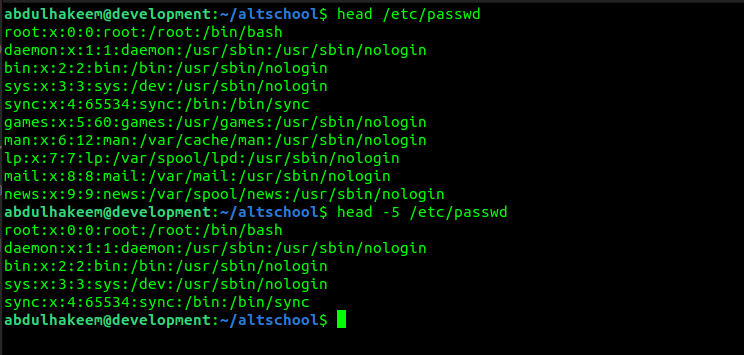 abdulhakeem@development:~/altschool$ head /etc/passwd
root:x:0:0:root:/root:/bin/bash
daemon:x:1:1:daemon:/usr/sbin:/usr/sbin/nologin
bin:x:2:2:bin:/bin:/usr/sbin/nologin
sys:x:3:3:sys:/dev:/usr/sbin/nologin
sync:x:4:65534:sync:/bin:/bin/sync
games:x:5:60:games:/usr/games:/usr/sbin/nologin
man:x:6:12:man:/var/cache/man:/usr/sbin/nologin
lp:x:7:7:lp:/var/spool/lpd:/usr/sbin/nologin
mail:x:8:8:mail:/var/mail:/usr/sbin/nologin
news:x:9:9:news:/var/spool/news:/usr/sbin/nologin
abdulhakeem@development:~/altschool$ head -5 /etc/passwd
root:x:0:0:root:/root:/bin/bash
daemon:x:1:1:daemon:/usr/sbin:/usr/sbin/nologin
bin:x:2:2:bin:/bin:/usr/sbin/nologin
sys:x:3:3:sys:/dev:/usr/sbin/nologin
sync:x:4:65534:sync:/bin:/bin/sync
abdulhakeem@development:~/altschool$